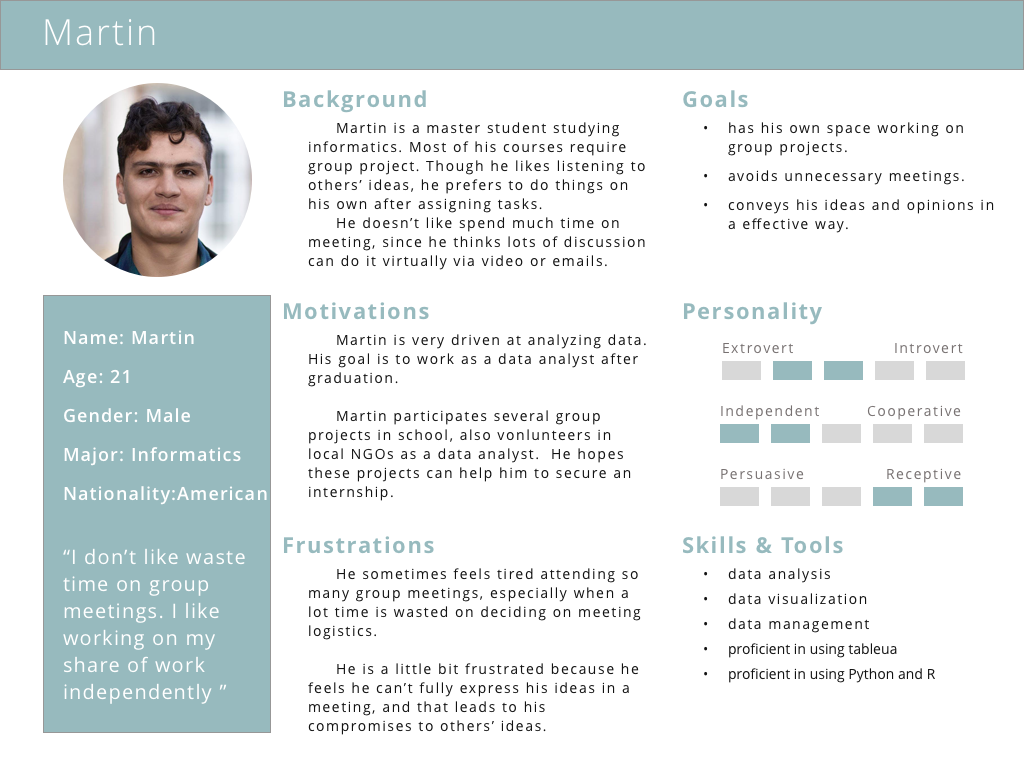 Martin
Background
Martin is a master student studying
informatics. Most of his courses require
group project. Though he likes listening to
others’ ideas, he prefers to do things on
his own after assigning tasks.
He doesn’t like spend much time on
meeting, since he thinks lots of discussion
can do it virtually via video or emails.
Goals
• has his own space working on
group projects.
• avoids unnecessary meetings.
• conveys his ideas and opinions in
a effective way.
Name: Martin
Age: 21
Gender: Male
Major: Informatics
Nationality:American
“I don’t like waste
time on group
meetings. I like
working on my
share of work
independently ”
Motivations
Martin is very driven at analyzing data.
His goal is to work as a data analyst after
graduation.
Martin participates several group
projects in school, also vonlunteers in
local NGOs as a data analyst.  He hopes
these projects can help him to secure an
internship.
Personality
Extrovert Introvert
Independent Cooperative
Persuasive Receptive
Frustrations
He sometimes feels tired attending so
many group meetings, especially when a
lot time is wasted on deciding on meeting
logistics.
He is a little bit frustrated because he
feels he can’t fully express his ideas in a
meeting, and that leads to his
compromises to others’ ideas.
Skills & Tools
• data analysis
• data visualization
• data management
• proficient in using tableua
• proficient in using Python and R